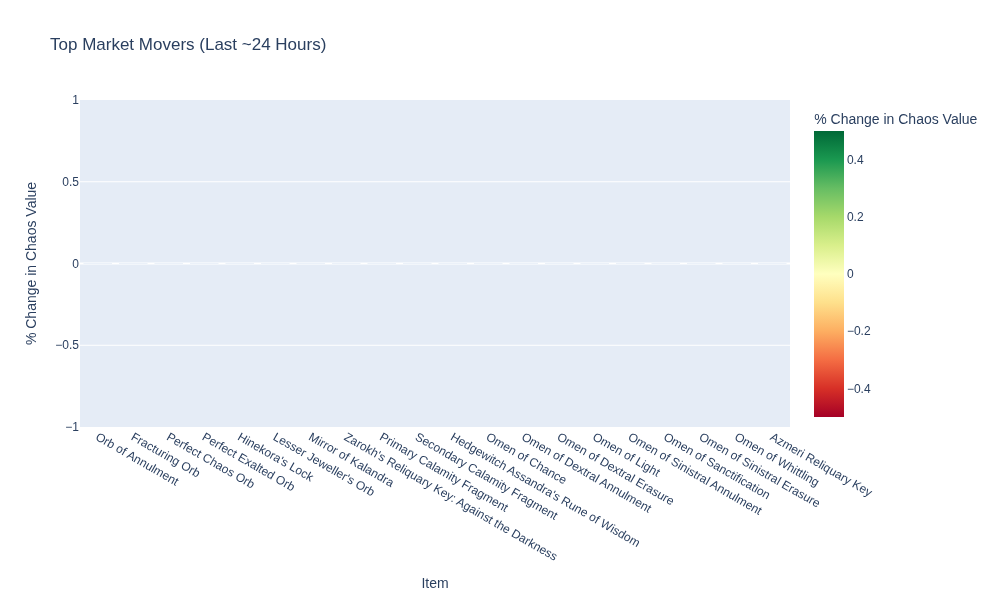 Top Market Movers (Last ~24 Hours)
% Change in Chaos Value
1
0.5
0
−0.5
−1
% Change in Chaos Value
0.4
0.2
0
−0.2
−0.4
Orb of Annulment
Fracturing Orb
Perfect Chaos Orb
Perfect Exalted Orb
Hinekora's Lock
Lesser Jeweller's Orb
Mirror of Kalandra
Zarokh's Reliquary Key: Against the Darkness
Primary Calamity Fragment
Secondary Calamity Fragment
Hedgewitch Assandra's Rune of Wisdom
Omen of Chance
Omen of Dextral Annulment
Omen of Dextral Erasure
Omen of Light
Omen of Sinistral Annulment
Omen of Sanctification
Omen of Sinistral Erasure
Omen of Whittling
Azmeri Reliquary Key
Item